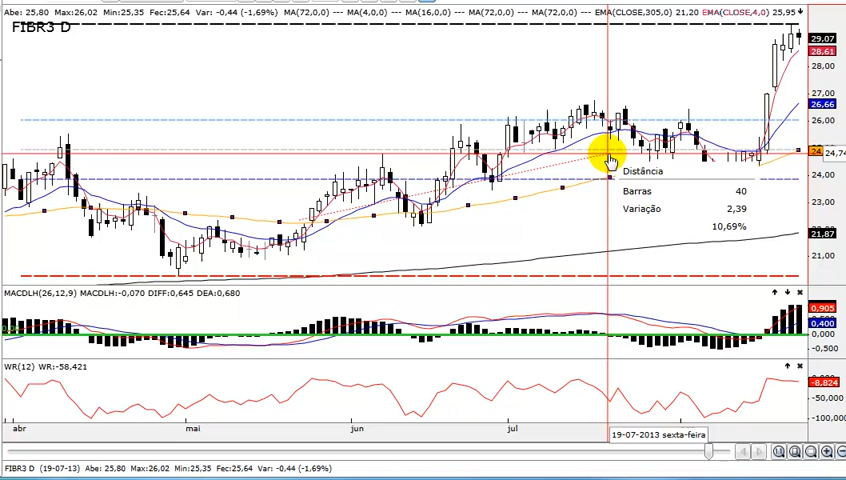 Abe: 25,80 Max:26,02 Min:25,35 Fec:25,64 Var: -0,44 (-1,69%) MA(72,0,0) --- MA(4,0,0) --- MA(16,0,0) --- MA(72,0,0) --- MA(72,0,0) --- EMA(CLOSE,305,0) 21,20 EMA(CLOSE,4,0) 25,95
FIBR3 D
29,07
28,61
28,00
27,00
26,66
26,00
24
24,74
24,00
23,00
21,87
21,00
Distância
Barras 40
Variação 2,39
10,69%
MACDLH(26,12,9) MACDLH:-0,070 DIFF:0,645 DEA:0,680
0,905
0,400
-0,500
WR(12) WR:-58,421
-8,824
-50,000
-100,000
abr mai jun jul
19-07-2013 sexta-feira
FIBR3 D (19-07-13) Abe: 25,80 Max:26,02 Min:25,35 Fec:25,64 Var: -0,44 (-1,69%)